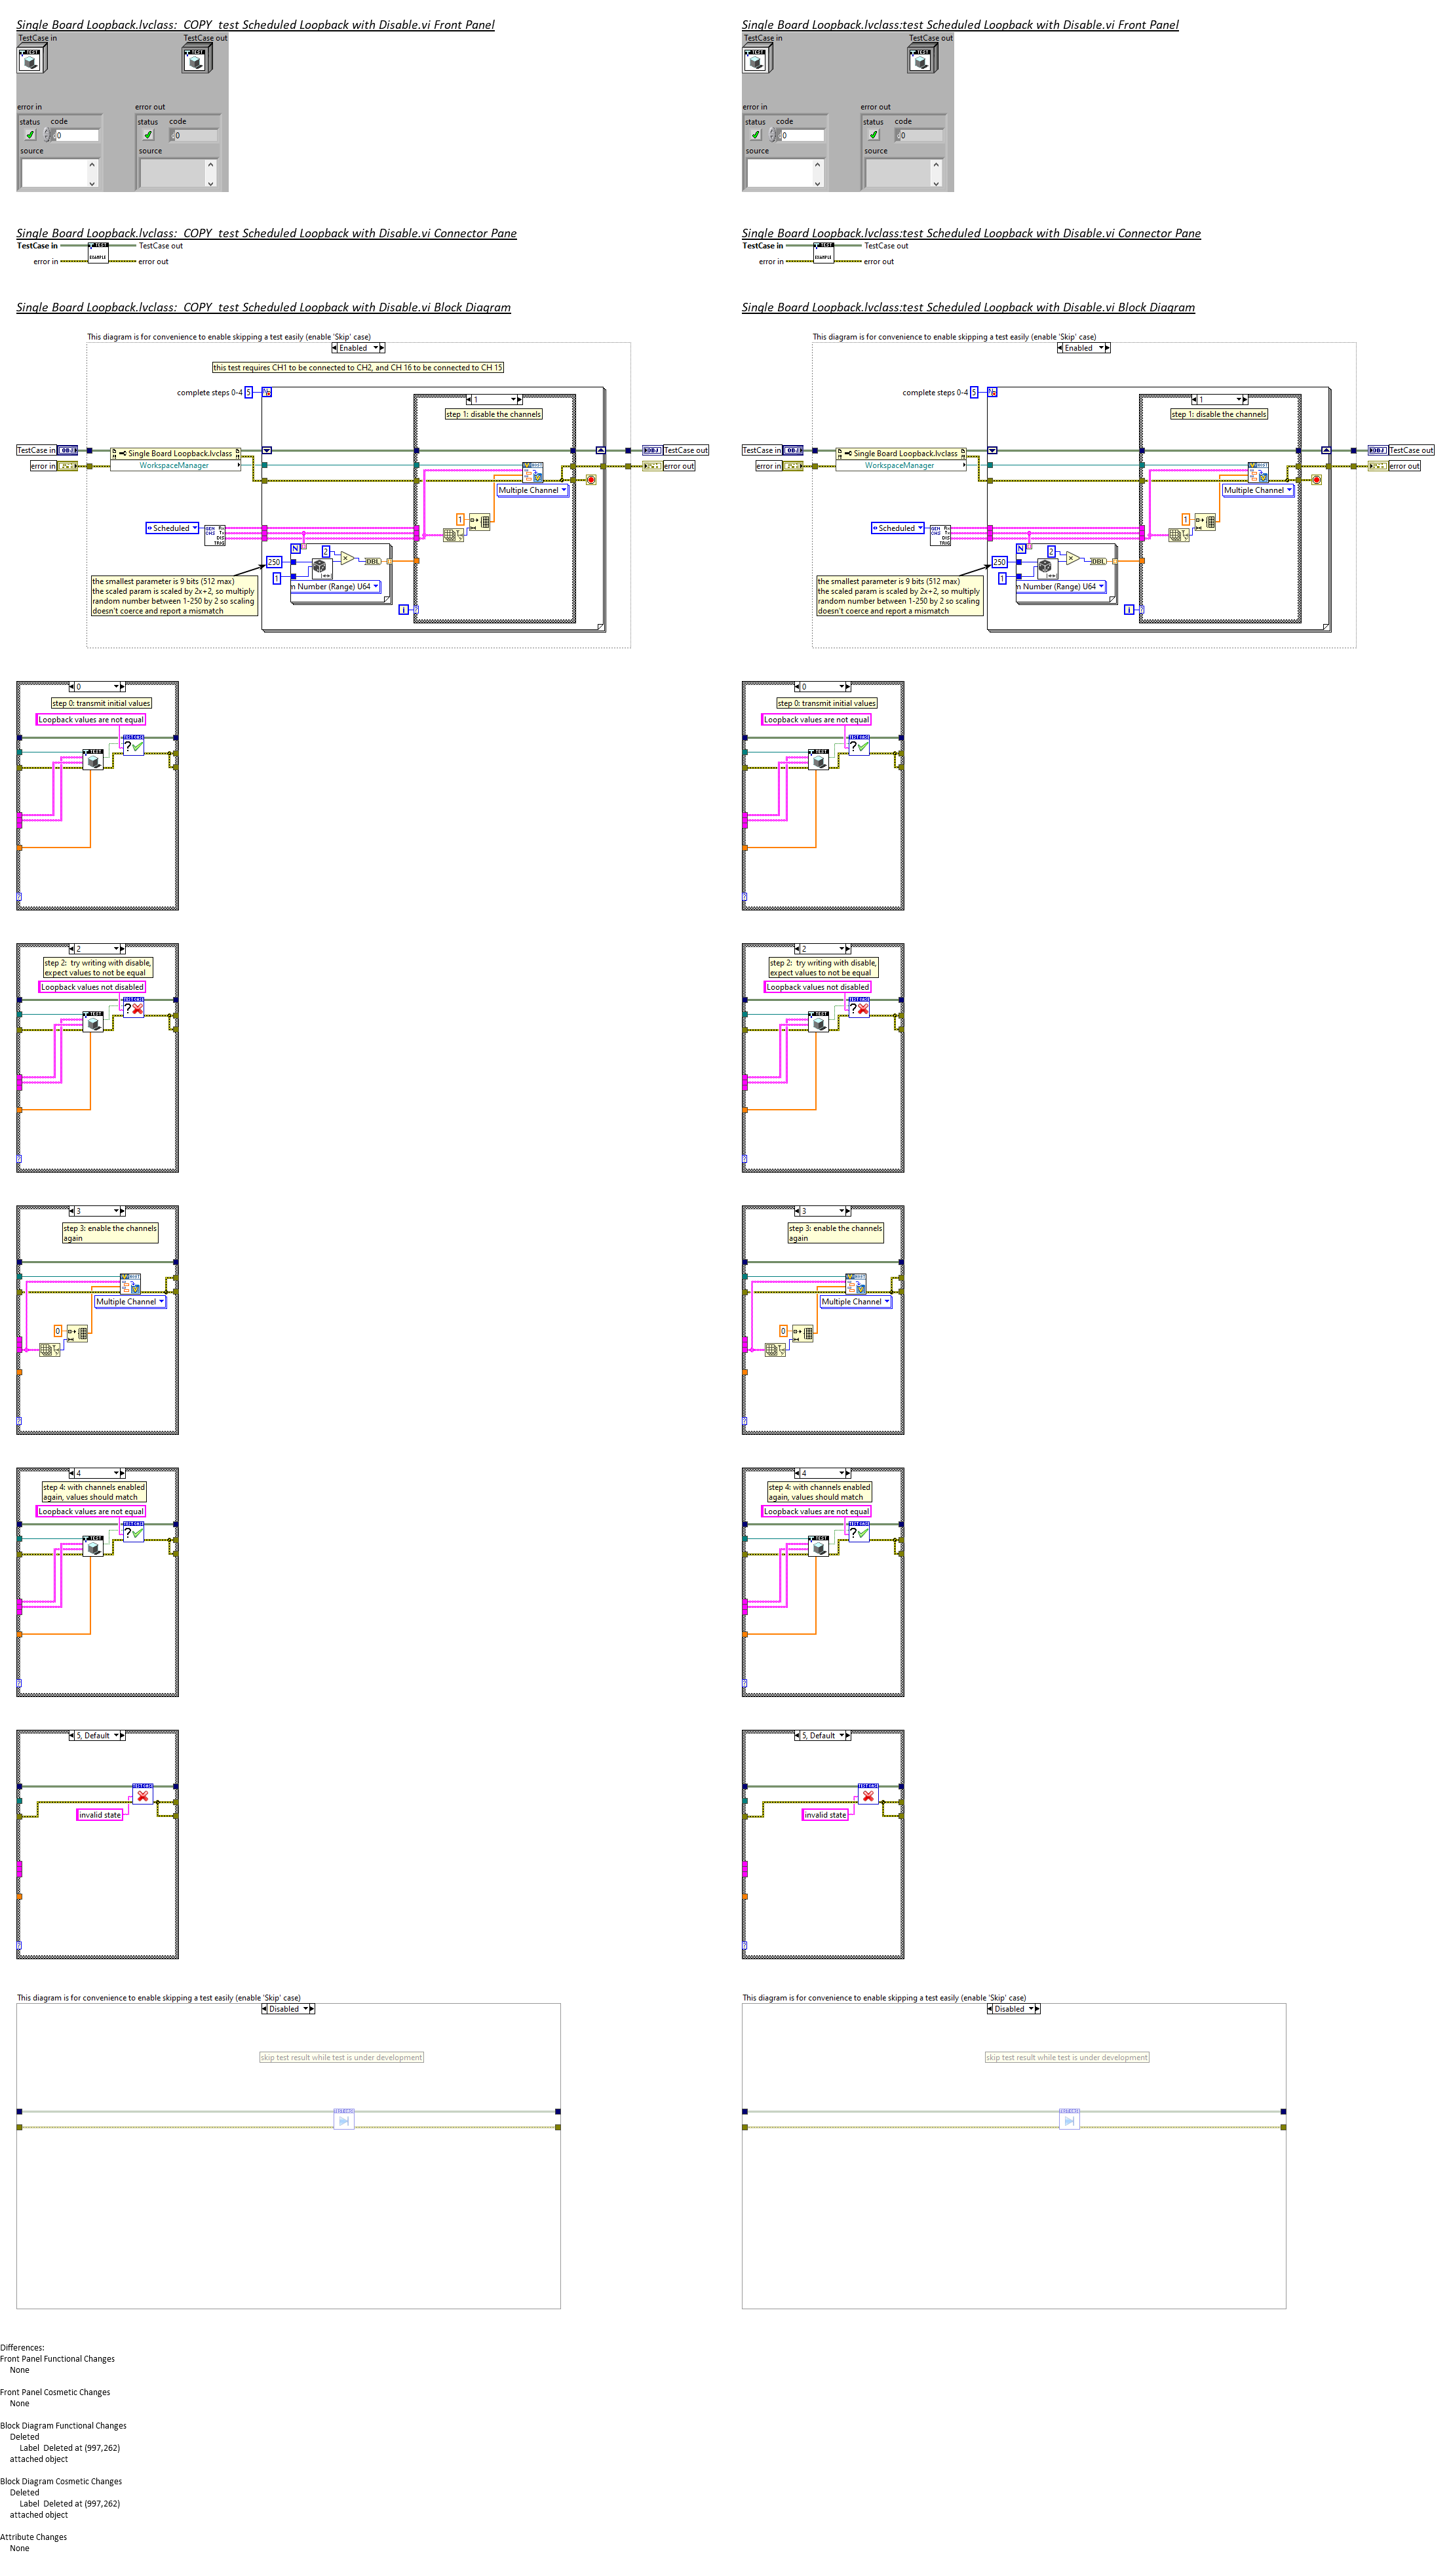 Single Board Loopback.lvclass:  COPY  test Scheduled Loopback with Disable.vi Front Panel
TestCase in
TestCase out
TEST
TEST
error in
error out
status
code
status
code
0
0
source
source
Single Board Loopback.lvclass:  COPY  test Scheduled Loopback with Disable.vi Connector Pane
TestCase in
TEST
TestCase out
error in
EXAMPLE
error out
Single Board Loopback.lvclass:  COPY  test Scheduled Loopback with Disable.vi Block Diagram
This diagram is for convenience to enable skipping a test easily (enable 'Skip' case)
Enabled
this test requires CH1 to be connected to CH2, and CH 16 to be connected to CH 15
complete steps 0-4
5
1
step 1: disable the channels
TestCase in
OBJ
Single Board Loopback.lvclass
OBJ
TestCase out
error in
WorkspaceManager
error out
Multiple Channel
1
Scheduled
N
2
250
DBL
1
n Number (Range) U64
the smallest parameter is 9 bits (512 max)
the scaled param is scaled by 2x+2, so multiply
random number between 1-250 by 2 so scaling
doesn't coerce and report a mismatch
i
0
step 0: transmit initial values
Loopback values are not equal
TEST
2
step 2:  try writing with disable,
expect values to not be equal
Loopback values not disabled
TEST
3
step 3: enable the channels
again
Multiple Channel
0
4
step 4: with channels enabled
again, values should match
Loopback values are not equal
TEST
5, Default
invalid state
This diagram is for convenience to enable skipping a test easily (enable 'Skip' case)
Disabled
skip test result while test is under development
Single Board Loopback.lvclass:test Scheduled Loopback with Disable.vi Front Panel
TestCase in
TestCase out
TEST
TEST
error in
error out
status
code
status
code
0
0
source
source
Single Board Loopback.lvclass:test Scheduled Loopback with Disable.vi Connector Pane
TestCase in
TEST
TestCase out
error in
EXAMPLE
error out
Single Board Loopback.lvclass:test Scheduled Loopback with Disable.vi Block Diagram
This diagram is for convenience to enable skipping a test easily (enable 'Skip' case)
Enabled
complete steps 0-4
5
1
step 1: disable the channels
TestCase in
OBJ
Single Board Loopback.lvclass
OBJ
TestCase out
error in
WorkspaceManager
error out
Multiple Channel
1
Scheduled
N
2
250
DBL
1
n Number (Range) U64
the smallest parameter is 9 bits (512 max)
the scaled param is scaled by 2x+2, so multiply
random number between 1-250 by 2 so scaling
doesn't coerce and report a mismatch
i
0
step 0: transmit initial values
Loopback values are not equal
TEST
2
step 2:  try writing with disable,
expect values to not be equal
Loopback values not disabled
TEST
3
step 3: enable the channels
again
Multiple Channel
0
4
step 4: with channels enabled
again, values should match
Loopback values are not equal
TEST
5, Default
invalid state
This diagram is for convenience to enable skipping a test easily (enable 'Skip' case)
Disabled
skip test result while test is under development
Differences:
Front Panel Functional Changes
None
Front Panel Cosmetic Changes
None
Block Diagram Functional Changes
Deleted
Label  Deleted at (997,262)
attached object
Block Diagram Cosmetic Changes
Deleted
Label  Deleted at (997,262)
attached object
Attribute Changes
None